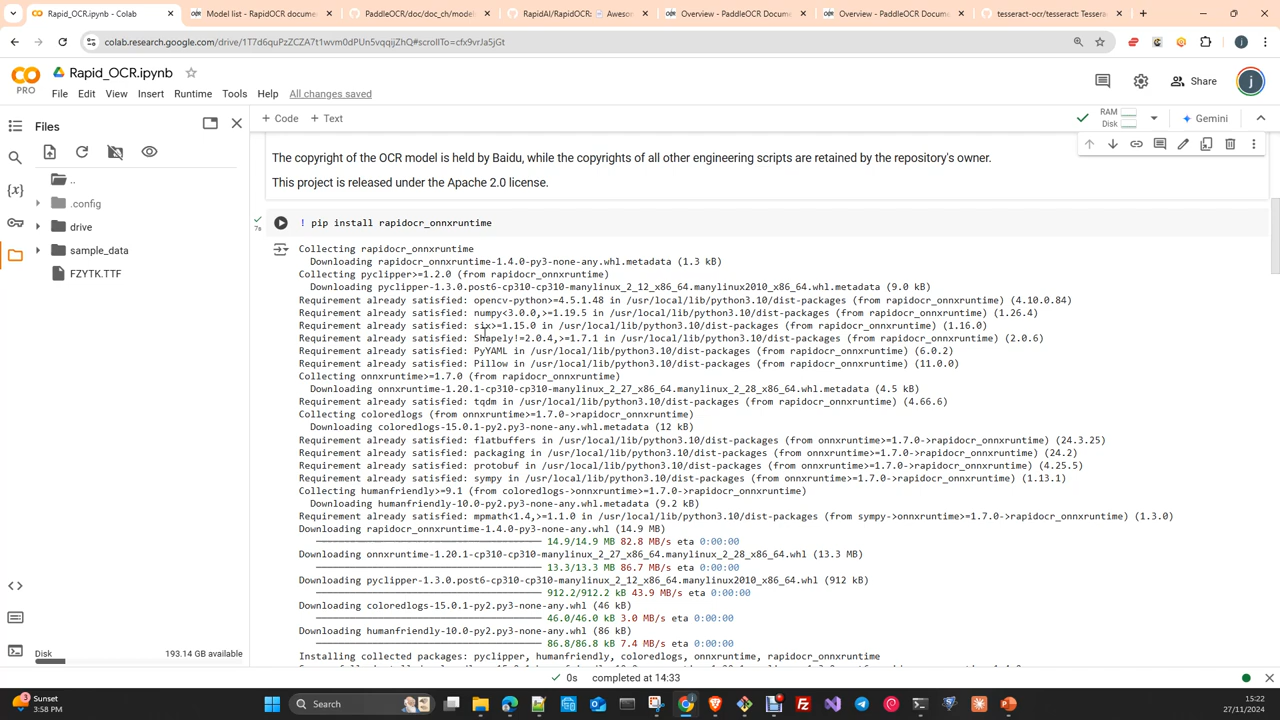 Rapid_OCR.ipynb - Colab
Model list - RapidOCR docume
PaddleOCR/doc/doc_ch/model
RapidAI/RapidOCR: Awesom
Overview - PaddleOCR Docume
Overview - PaddleOCR Docume
tesseract-ocr/tesseract: Tessera
colab.research.google.com/drive/1T7d6quPzZCZA7t1wvm0dPUn5vqqijZhQ#scrollTo=cfx9vrJa5jGt
CO
PRO
Rapid_OCR.ipynb
File Edit View Insert Runtime Tools Help All changes saved
Share
j
Files
+ Code + Text
RAM
Disk
Gemini
..
.config
drive
sample_data
FZYTK.TTF
The copyright of the OCR model is held by Baidu, while the copyrights of all other engineering scripts are retained by the repository's owner.
This project is released under the Apache 2.0 license.
7s
! pip install rapidocr_onnxruntime
Collecting rapidocr_onnxruntime
Downloading rapidocr_onnxruntime-1.4.0-py3-none-any.whl.metadata (1.3 kB)
Collecting pyclipper>=1.2.0 (from rapidocr_onnxruntime)
Downloading pyclipper-1.3.0.post6-cp310-cp310-manylinux_2_12_x86_64.manylinux2010_x86_64.whl.metadata (9.0 kB)
Requirement already satisfied: opencv-python>=4.5.1.48 in /usr/local/lib/python3.10/dist-packages (from rapidocr_onnxruntime) (4.10.0.84)
Requirement already satisfied: numpy<3.0.0,>=1.19.5 in /usr/local/lib/python3.10/dist-packages (from rapidocr_onnxruntime) (1.26.4)
Requirement already satisfied: six>=1.15.0 in /usr/local/lib/python3.10/dist-packages (from rapidocr_onnxruntime) (1.16.0)
Requirement already satisfied: Shapely!=2.0.4,>=1.7.1 in /usr/local/lib/python3.10/dist-packages (from rapidocr_onnxruntime) (2.0.6)
Requirement already satisfied: PyYAML in /usr/local/lib/python3.10/dist-packages (from rapidocr_onnxruntime) (6.0.2)
Requirement already satisfied: Pillow in /usr/local/lib/python3.10/dist-packages (from rapidocr_onnxruntime) (11.0.0)
Collecting onnxruntime>=1.7.0 (from rapidocr_onnxruntime)
Downloading onnxruntime-1.20.1-cp310-cp310-manylinux_2_27_x86_64.manylinux_2_28_x86_64.whl.metadata (4.5 kB)
Requirement already satisfied: tqdm in /usr/local/lib/python3.10/dist-packages (from rapidocr_onnxruntime) (4.66.6)
Collecting coloredlogs (from onnxruntime>=1.7.0->rapidocr_onnxruntime)
Downloading coloredlogs-15.0.1-py2.py3-none-any.whl.metadata (12 kB)
Requirement already satisfied: flatbuffers in /usr/local/lib/python3.10/dist-packages (from onnxruntime>=1.7.0->rapidocr_onnxruntime) (24.3.25)
Requirement already satisfied: packaging in /usr/local/lib/python3.10/dist-packages (from onnxruntime>=1.7.0->rapidocr_onnxruntime) (24.2)
Requirement already satisfied: protobuf in /usr/local/lib/python3.10/dist-packages (from onnxruntime>=1.7.0->rapidocr_onnxruntime) (4.25.5)
Requirement already satisfied: sympy in /usr/local/lib/python3.10/dist-packages (from onnxruntime>=1.7.0->rapidocr_onnxruntime) (1.13.1)
Collecting humanfriendly>=9.1 (from coloredlogs->onnxruntime>=1.7.0->rapidocr_onnxruntime)
Downloading humanfriendly-10.0-py2.py3-none-any.whl.metadata (9.2 kB)
Requirement already satisfied: mpmath<1.4,>=1.1.0 in /usr/local/lib/python3.10/dist-packages (from sympy->onnxruntime>=1.7.0->rapidocr_onnxruntime) (1.3.0)
Downloading rapidocr_onnxruntime-1.4.0-py3-none-any.whl (14.9 MB)
14.9/14.9 MB 82.8 MB/s eta 0:00:00
Downloading onnxruntime-1.20.1-cp310-cp310-manylinux_2_27_x86_64.manylinux_2_28_x86_64.whl (13.3 MB)
13.3/13.3 MB 86.7 MB/s eta 0:00:00
Downloading pyclipper-1.3.0.post6-cp310-cp310-manylinux_2_12_x86_64.manylinux2010_x86_64.whl (912 kB)
912.2/912.2 kB 43.9 MB/s eta 0:00:00
Downloading coloredlogs-15.0.1-py2.py3-none-any.whl (46 kB)
46.0/46.0 kB 3.0 MB/s eta 0:00:00
Downloading humanfriendly-10.0-py2.py3-none-any.whl (86 kB)
86.8/86.8 kB 7.4 MB/s eta 0:00:00
Installing collected packages: pyclipper, humanfriendly, coloredlogs, onnxruntime, rapidocr_onnxruntime
Disk 193.14 GB available
0s completed at 14:33
Sunset
3:58 PM
Search
15:22
27/11/2024